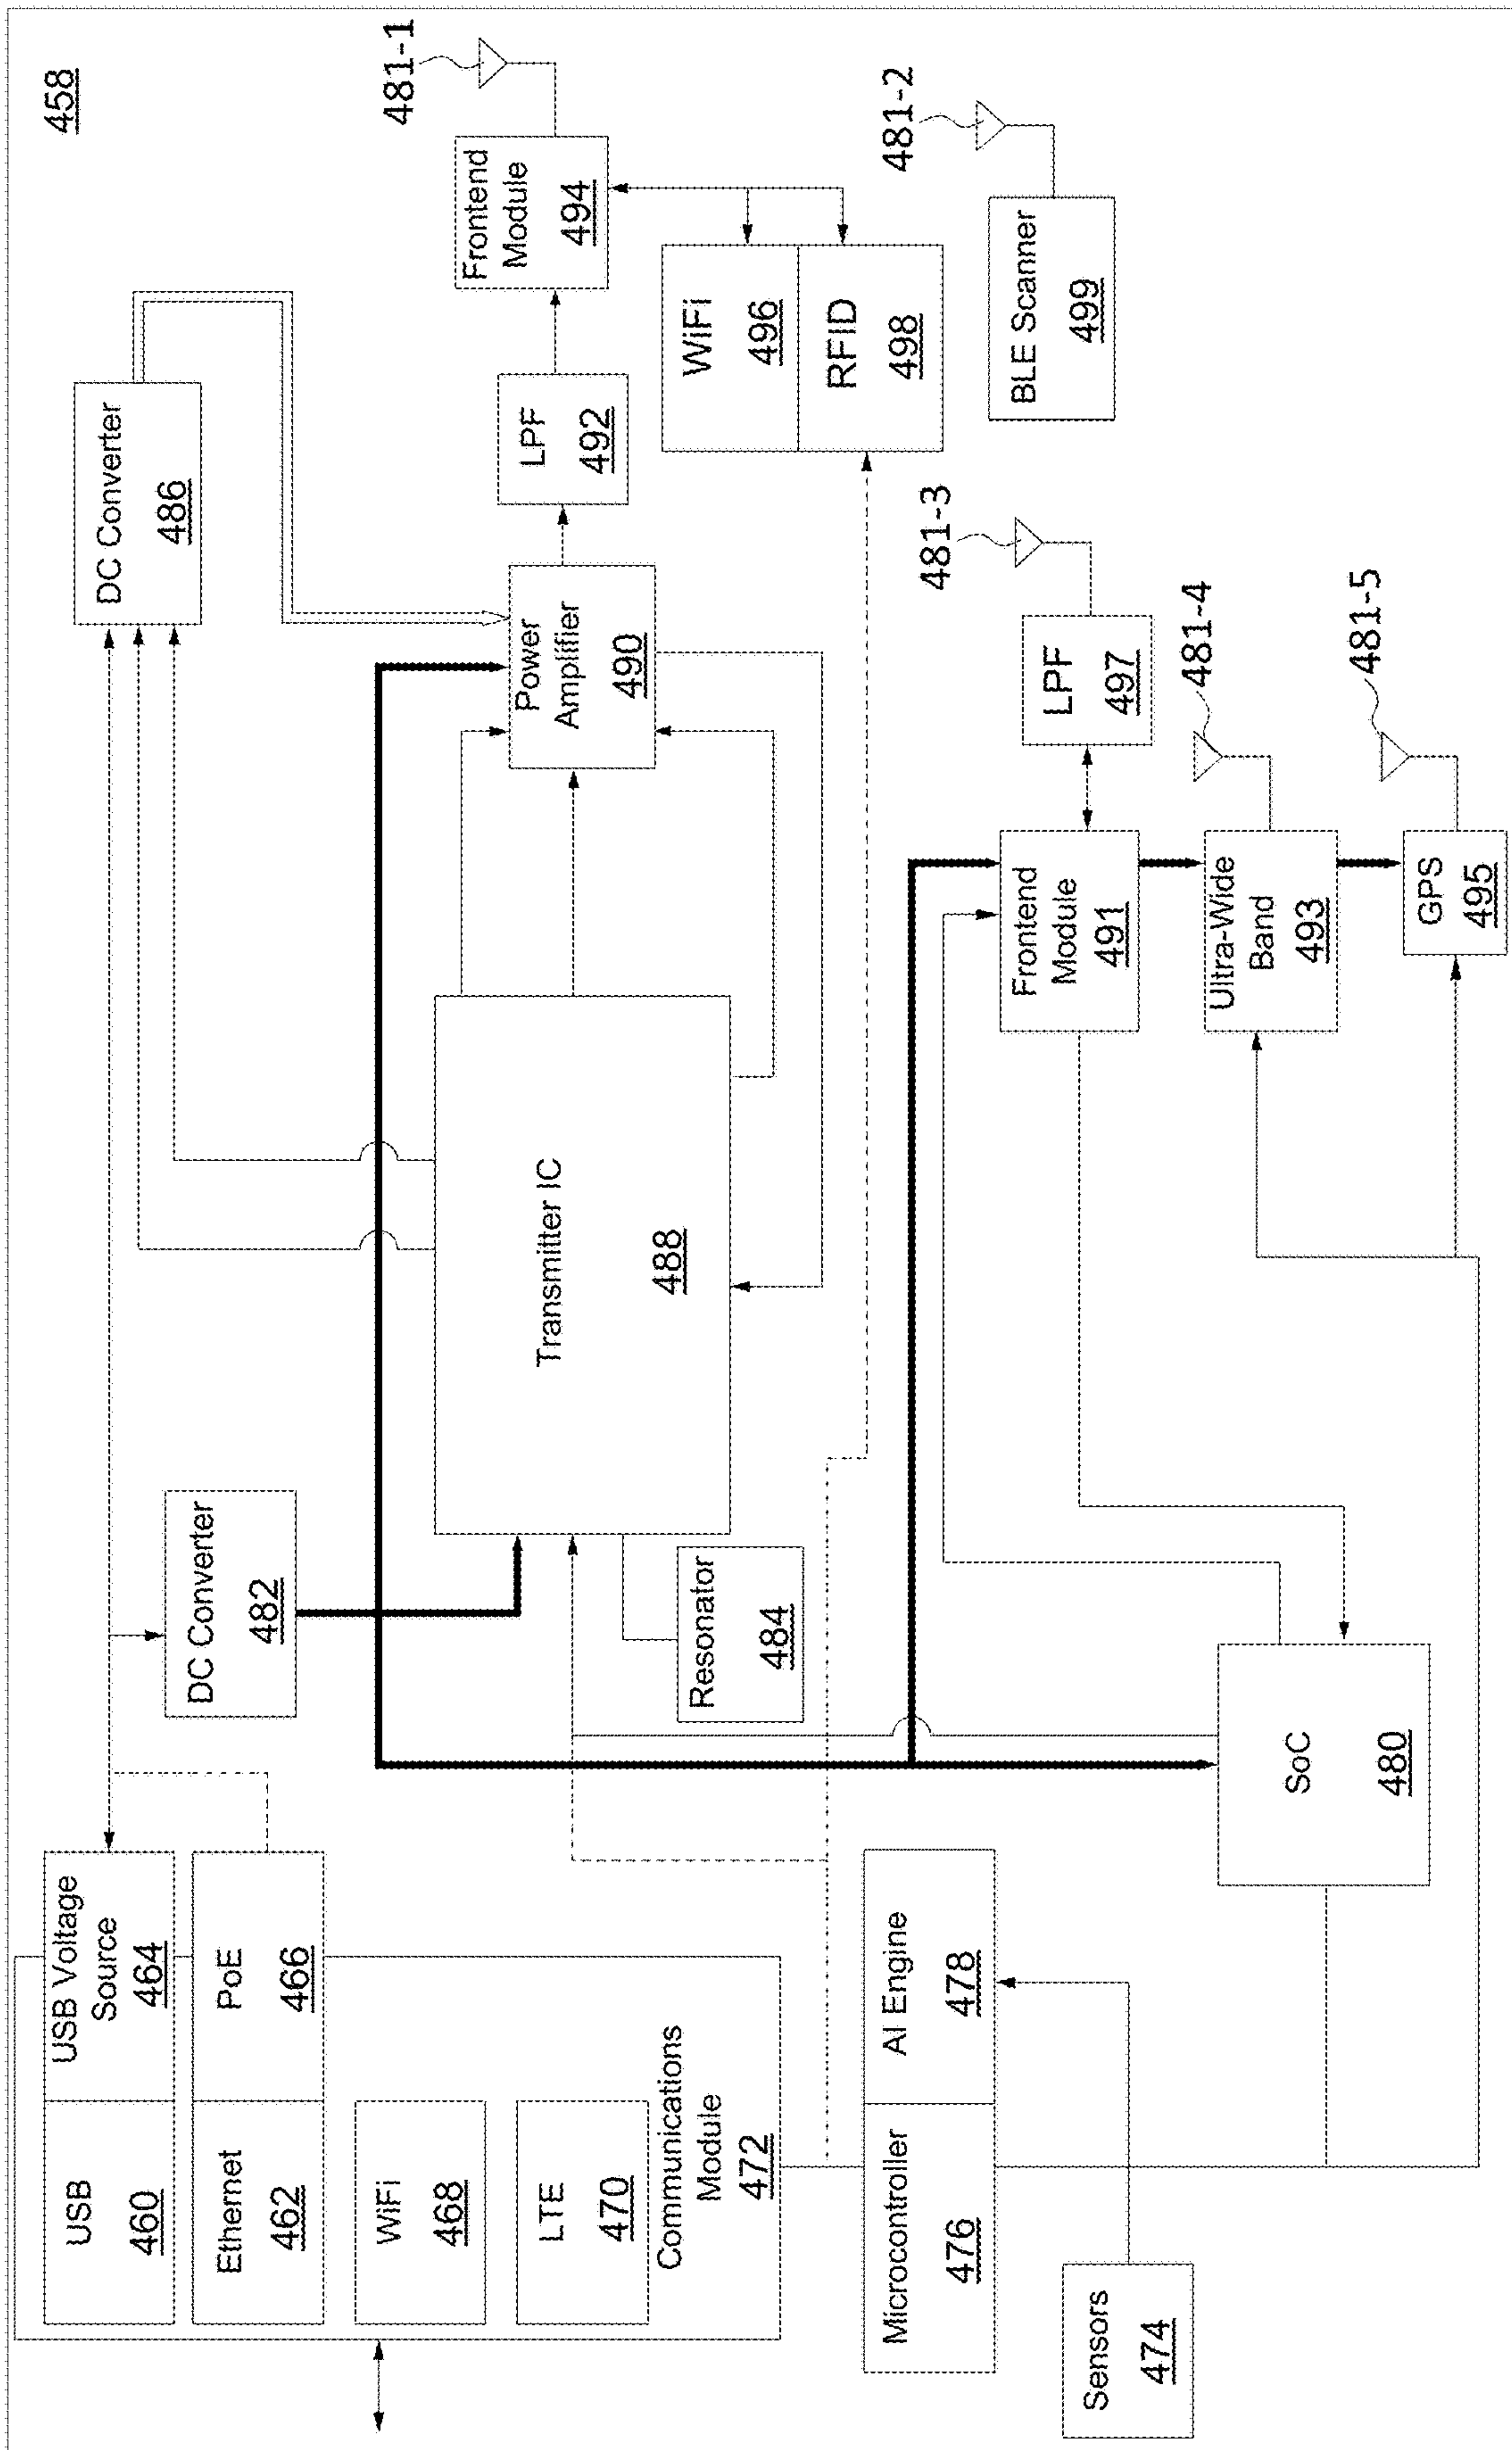 458
USB
460
USB Voltage
Source
464
Ethernet
462
PoE
466
WiFi
468
LTE
470
Communications
Module
472
Microcontroller
476
AI Engine
478
Sensors
474
DC Converter
482
Resonator
484
SoC
480
Transmitter IC
488
DC Converter
486
Power
Amplifier
490
LPF
492
Frontend
Module
494
481-1
WiFi
496
RFID
498
BLE Scanner
499
481-2
Frontend
Module
491
LPF
497
481-3
Ultra-Wide
Band
493
481-4
GPS
495
481-5